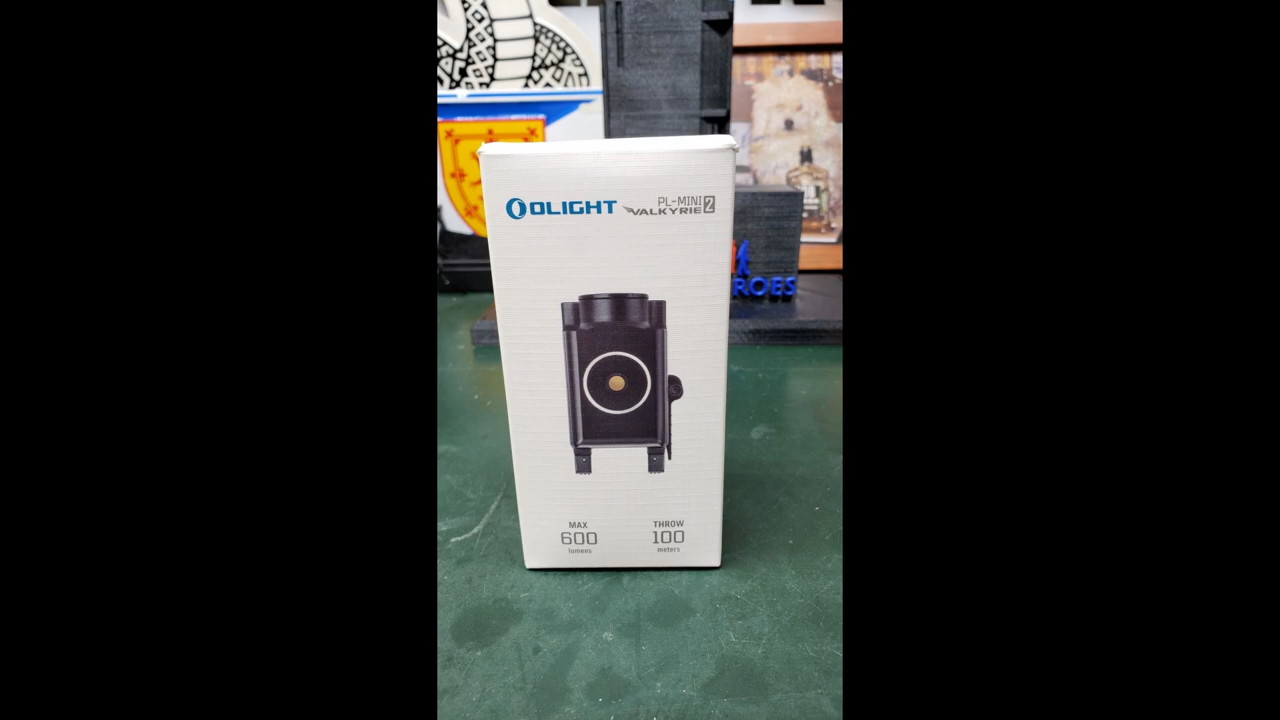 OLIGHT
PL-MINI
VALKYRIE 2
MAX
600
lumens
THROW
100
meters
ROES